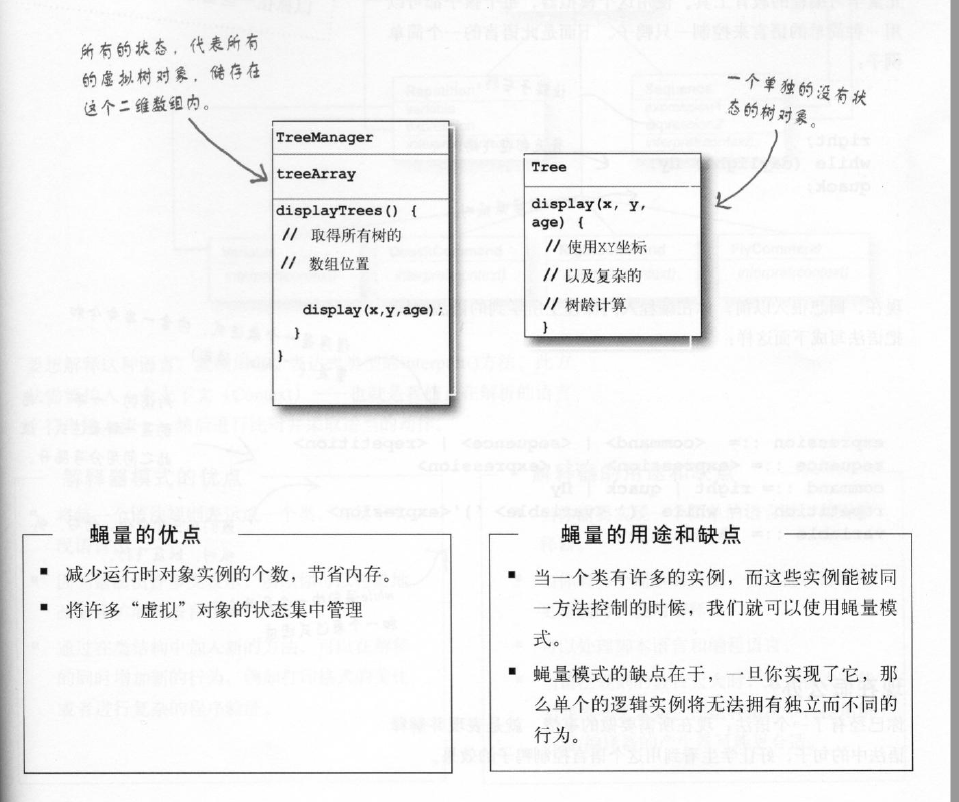 所有的状态，代表所有
的虚拟树对象，储存在
这个二维数组内。
一个单独的没有状
态的树对象。
TreeManager
treeArray
displayTrees() {
// 取得所有树的
// 数组位置
display(x,y,age);
}
}
Tree
display(x, y,
age) {
// 使用XY坐标
// 以及复杂的
// 树龄计算
}
蝇量的优点
▪ 减少运行时对象实例的个数，节省内存。
▪ 将许多“虚拟”对象的状态集中管理
蝇量的用途和缺点
▪ 当一个类有许多的实例，而这些实例能被同
一方法控制的时候，我们就可以使用蝇量模
式。
▪ 蝇量模式的缺点在于，一旦你实现了它，那
么单个的逻辑实例将无法拥有独立而不同的
行为。